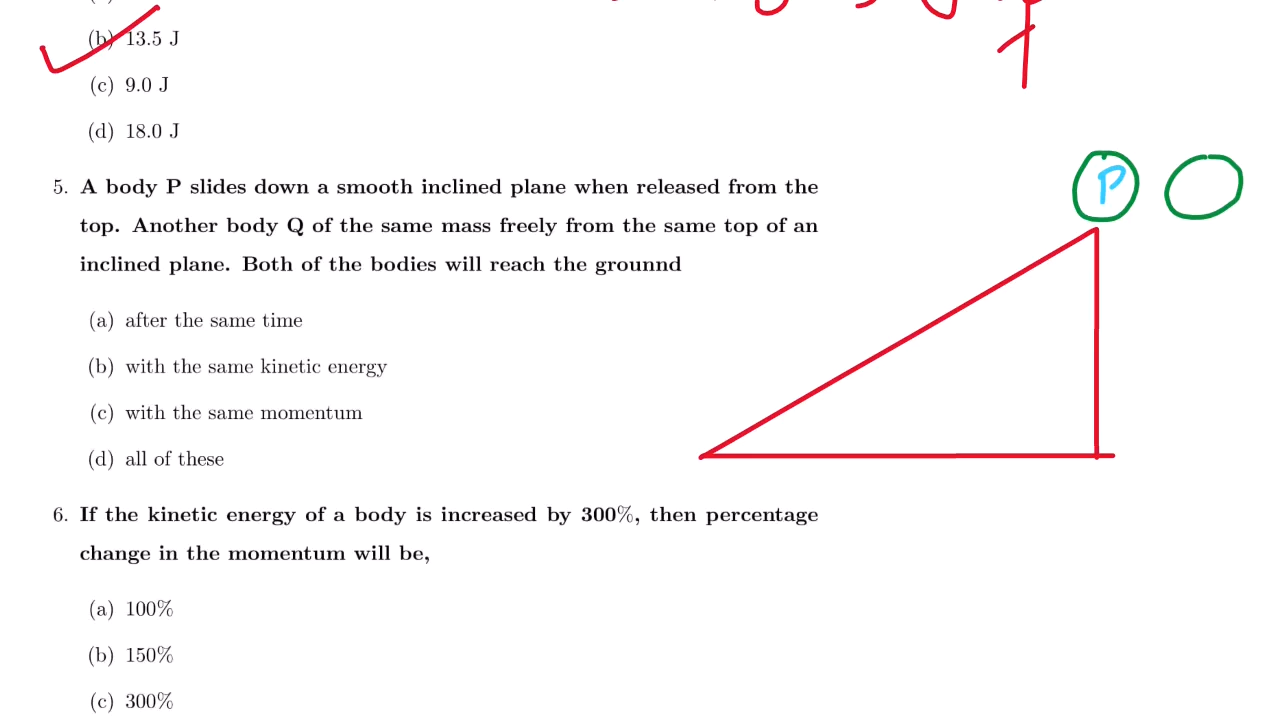 (b) 13.5 J
(c) 9.0 J
(d) 18.0 J
5. A body P slides down a smooth inclined plane when released from the
top. Another body Q of the same mass freely from the same top of an
inclined plane. Both of the bodies will reach the grounnd
P
(a) after the same time
(b) with the same kinetic energy
(c) with the same momentum
(d) all of these
6. If the kinetic energy of a body is increased by 300%, then percentage
change in the momentum will be,
(a) 100%
(b) 150%
(c) 300%